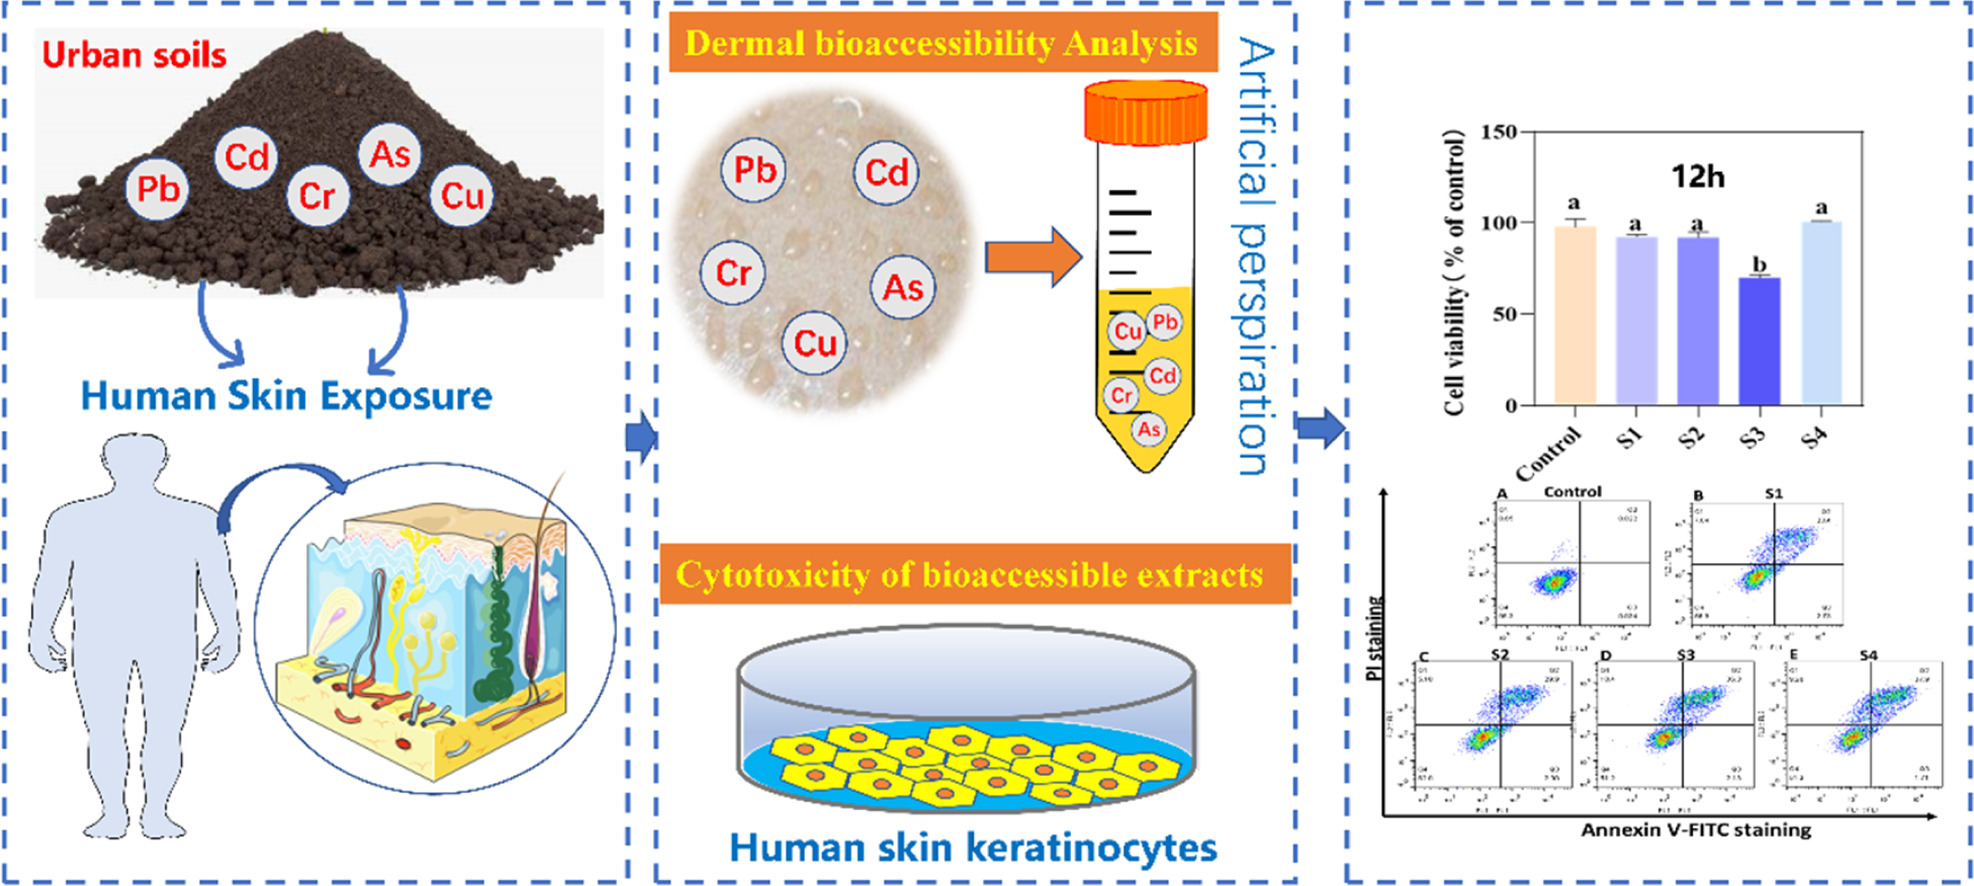 Urban soils
Pb
Cd
Cr
As
Cu
Human Skin Exposure
Dermal bioaccessibility Analysis
Pb
Cd
Cr
As
Cu
Artificial perspiration
Cu
Pb
Cd
Cr
As
Cytotoxicity of bioaccessible extracts
Human skin keratinocytes
Cell viability ( % of control)
150
100
50
0
12h
a
a
a
b
a
Control
S1
S2
S3
S4
PI staining
A
Control
B
S1
C
S2
D
S3
E
S4
Annexin V-FITC staining